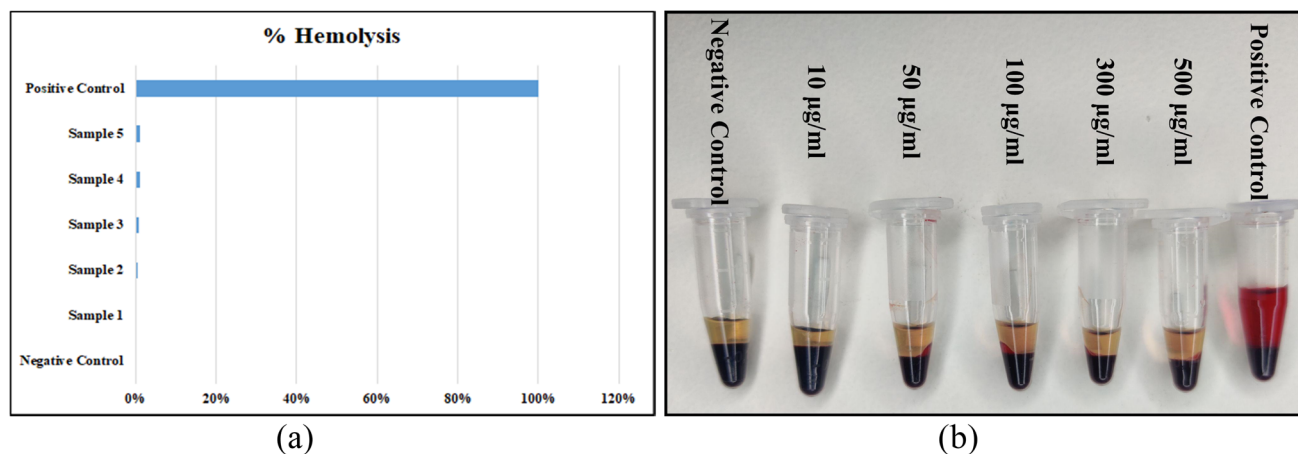 % Hemolysis
Positive Control
Sample 5
Sample 4
Sample 3
Sample 2
Sample 1
Negative Control
0%
20%
40%
60%
80%
100%
120%
(a)
Negative Control
10 µg/ml
50 µg/ml
100 µg/ml
300 µg/ml
500 µg/ml
Positive Control
(b)